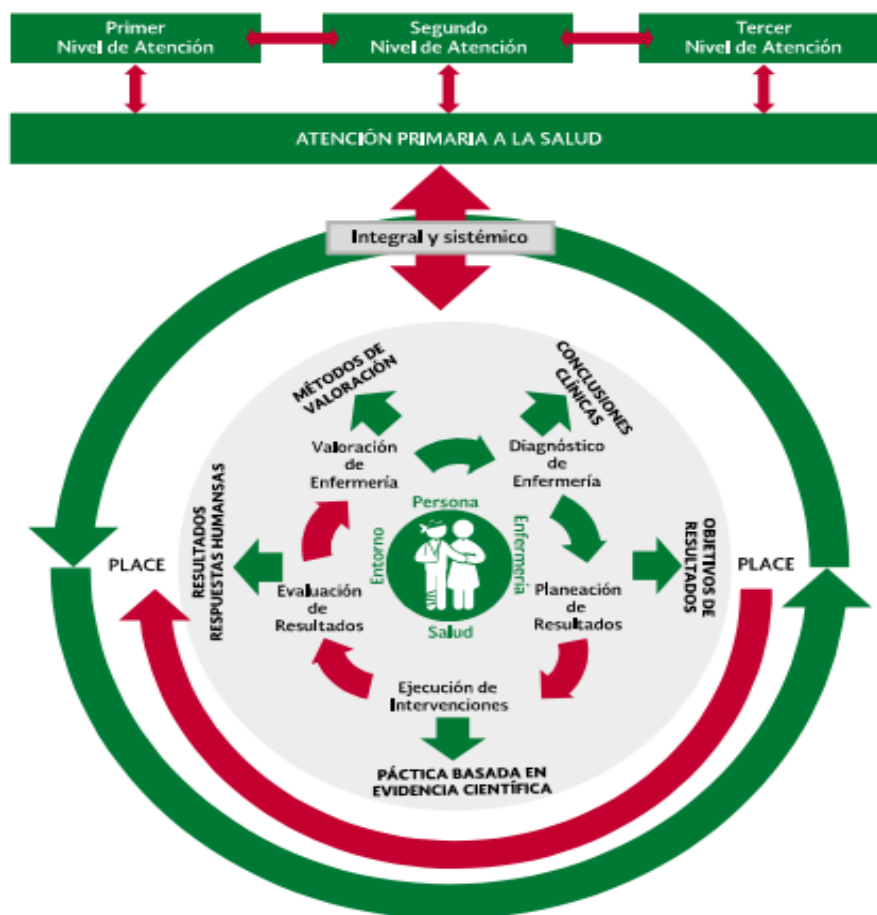 Primer
Nivel de Atención
Segundo
Nivel de Atención
Tercer
Nivel de Atención
ATENCIÓN PRIMARIA A LA SALUD
Integral y sistémico
MÉTODOS DE
VALORACIÓN
CONCLUSIONES
CLÍNICAS
Valoración
de
Enfermería
Diagnóstico
de
Enfermería
Persona
Entorno
Enfermería
Salud
RESULTADOS
RESPUESTAS HUMANSAS
OBJETIVOS DE
RESULTADOS
PLACE
PLACE
Evaluación
de
Resultados
Planeación
de
Resultados
Ejecución de
Intervenciones
PÁCTICA BASADA EN
EVIDENCIA CIENTÍFICA